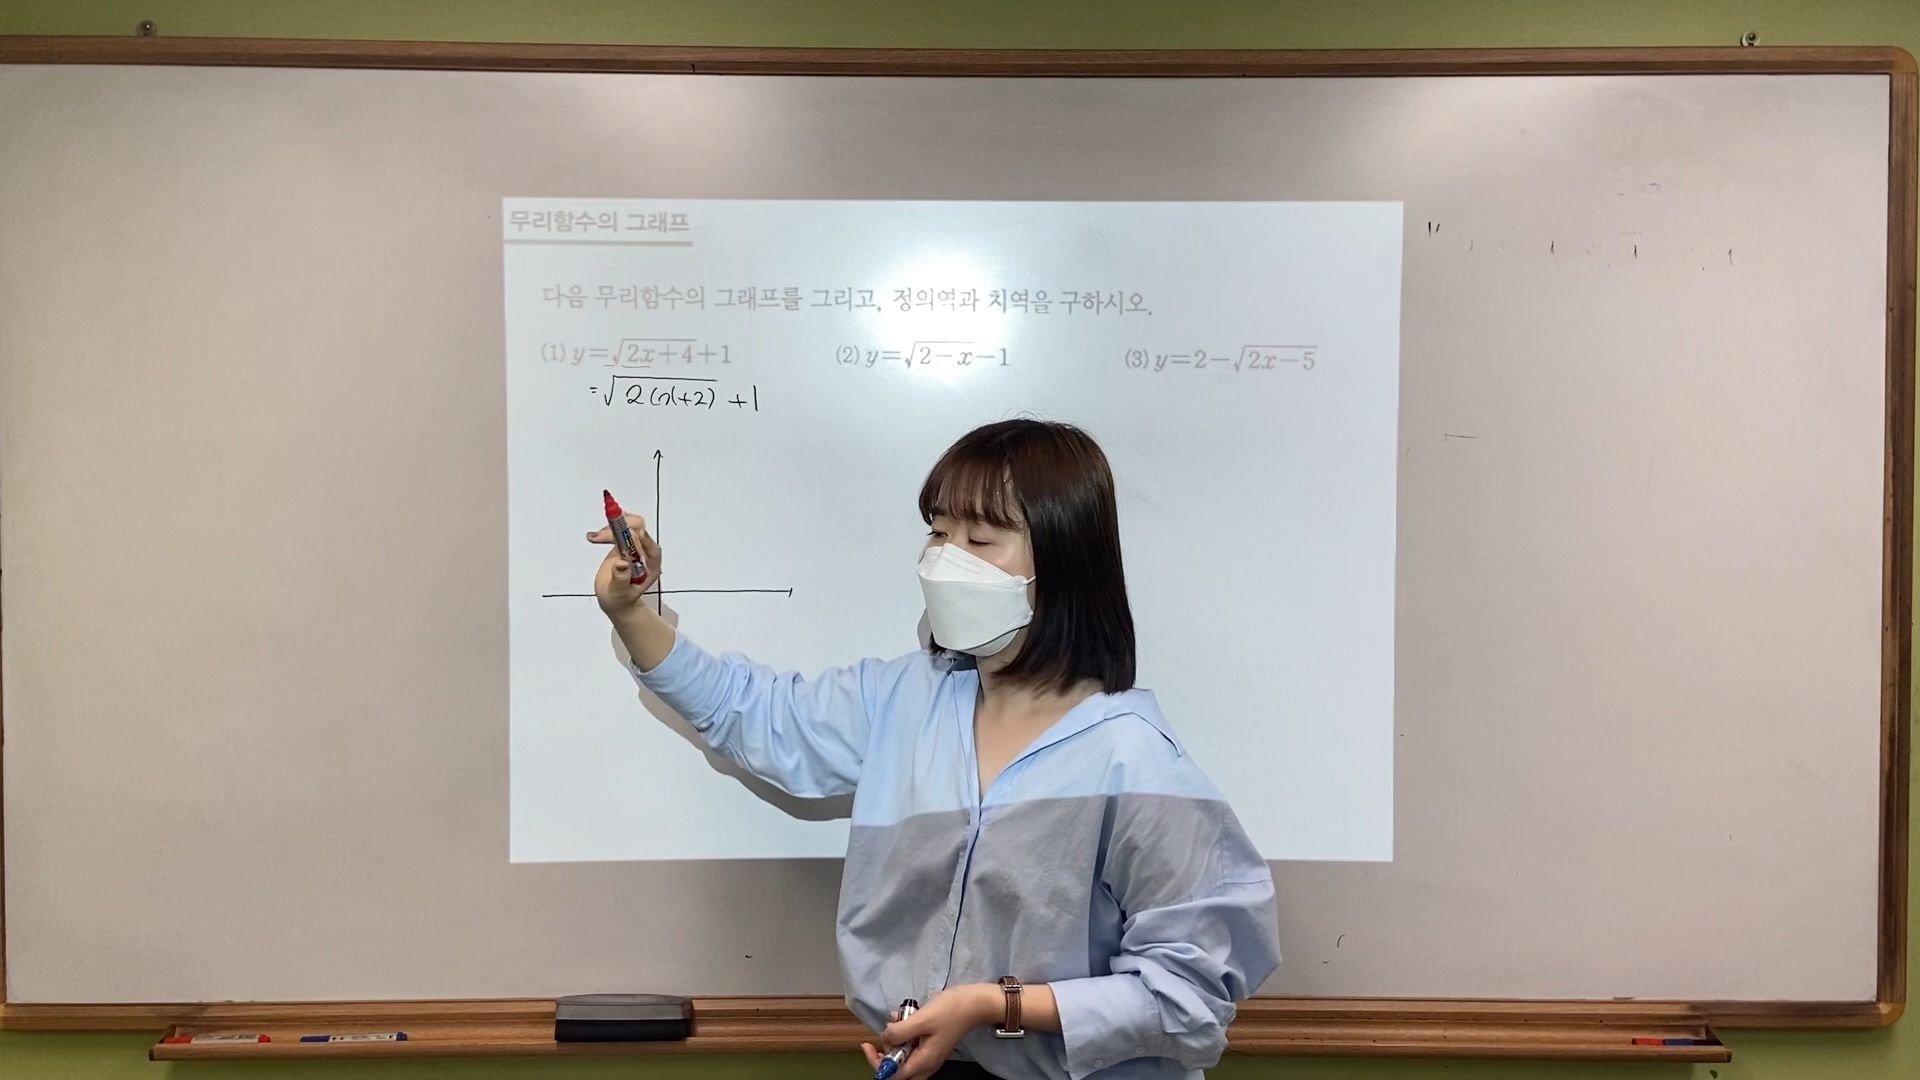 무리함수의 그래프
다음 무리함수의 그래프를 그리고, 정의역과 치역을 구하시오.
(1) y=√2x+4+1 (2) y=√2−x−1 (3) y=2−√2x−5
=√2(x+2) +1